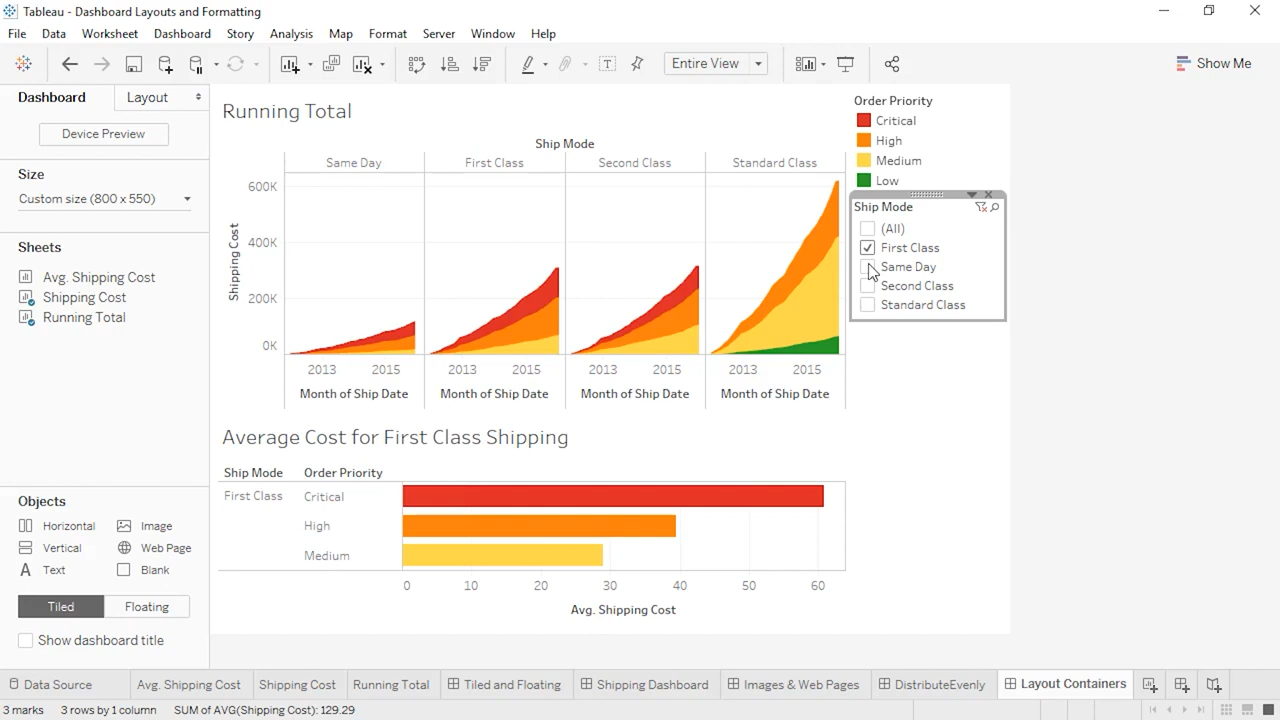 Tableau - Dashboard Layouts and Formatting
File Data Worksheet Dashboard Story Analysis Map Format Server Window Help
Entire View
Show Me
Dashboard Layout
Device Preview
Size
Custom size (800 x 550)
Sheets
Avg. Shipping Cost
Shipping Cost
Running Total
Objects
Horizontal Image
Vertical Web Page
A Text Blank
Tiled Floating
Show dashboard title
Running Total
Ship Mode
Same Day First Class Second Class Standard Class
Shipping Cost
600K
400K
200K
0K
2013 2015 2013 2015 2013 2015 2013 2015
Month of Ship Date Month of Ship Date Month of Ship Date Month of Ship Date
Order Priority
Critical
High
Medium
Low
Ship Mode
(All)
First Class
Same Day
Second Class
Standard Class
Average Cost for First Class Shipping
Ship Mode Order Priority
First Class Critical
High
Medium
0 10 20 30 40 50 60
Avg. Shipping Cost
Data Source Avg. Shipping Cost Shipping Cost Running Total Tiled and Floating Shipping Dashboard Images & Web Pages DistributeEvenly Layout Containers
3 marks 3 rows by 1 column SUM of AVG(Shipping Cost): 129.29